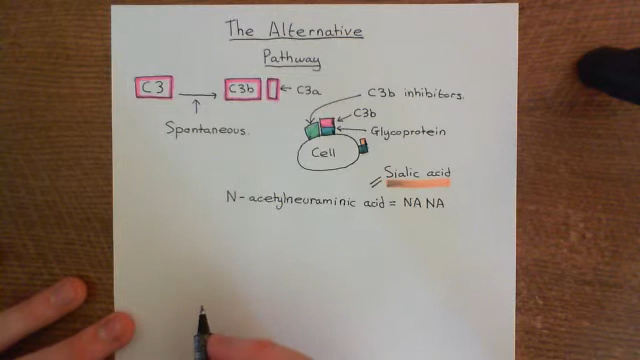 The Alternative
Pathway
C3
C3b
C3a
C3b inhibitors.
C3b
Spontaneous.
Glycoprotein
Cell
Sialic acid
N-acetylneuraminic acid = NANA